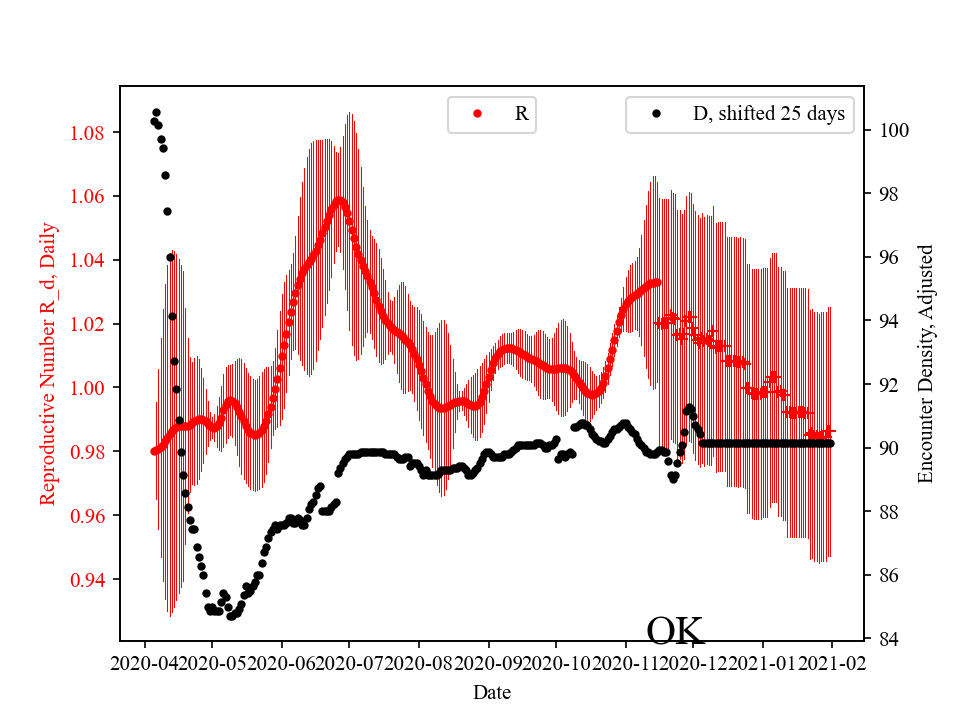 R
D, shifted 25 days
1.08
1.06
1.04
1.02
1.00
0.98
0.96
0.94
Reproductive Number R_d, Daily
100
98
96
94
92
90
88
86
84
Encounter Density, Adjusted
OK
2020-04 2020-05 2020-06 2020-07 2020-08 2020-09 2020-10 2020-11 2020-12 2021-01 2021-02
Date